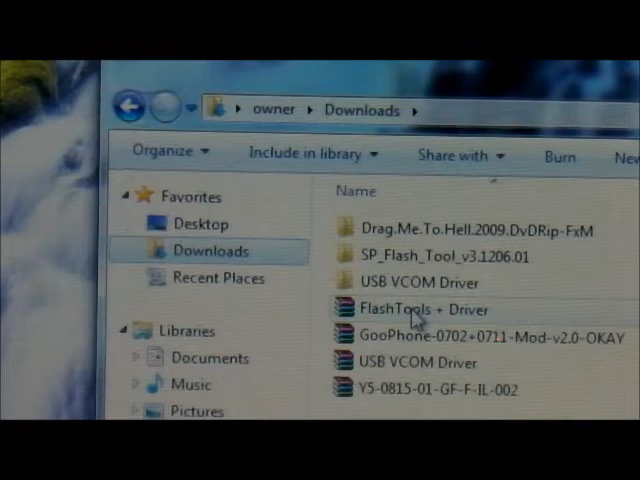 owner Downloads
Organize Include in library Share with Burn New
Favorites
Desktop
Downloads
Recent Places
Libraries
Documents
Music
Pictures
Name
Drag.Me.To.Hell.2009.DvDRip-FxM
SP_Flash_Tool_v3.1206.01
USB VCOM Driver
FlashTools + Driver
GooPhone-0702+0711-Mod-v2.0-OKAY
USB VCOM Driver
Y5-0815-01-GF-F-IL-002